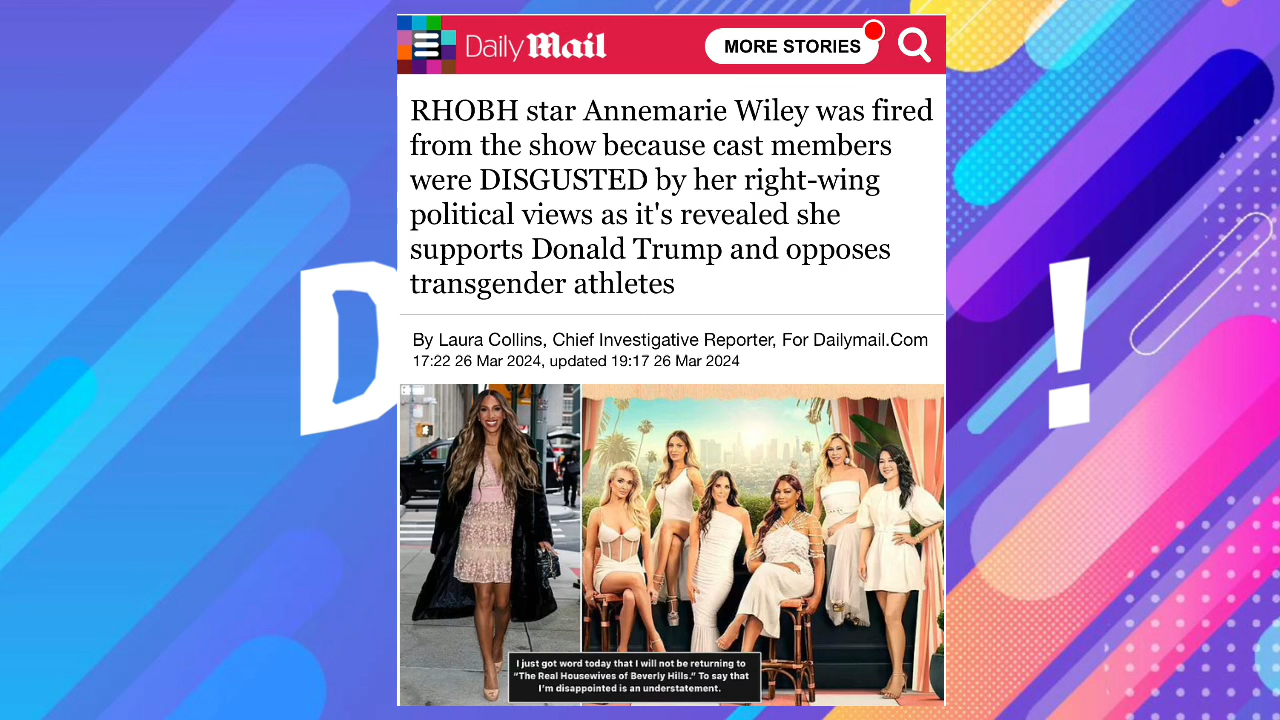 Daily Mail
MORE STORIES
RHOBH star Annemarie Wiley was fired
from the show because cast members
were DISGUSTED by her right-wing
political views as it's revealed she
supports Donald Trump and opposes
transgender athletes
By Laura Collins, Chief Investigative Reporter, For Dailymail.Com
17:22 26 Mar 2024, updated 19:17 26 Mar 2024
D !
I just got word today that I will not be returning to
“The Real Housewives of Beverly Hills.” To say that
I'm disappointed is an understatement.